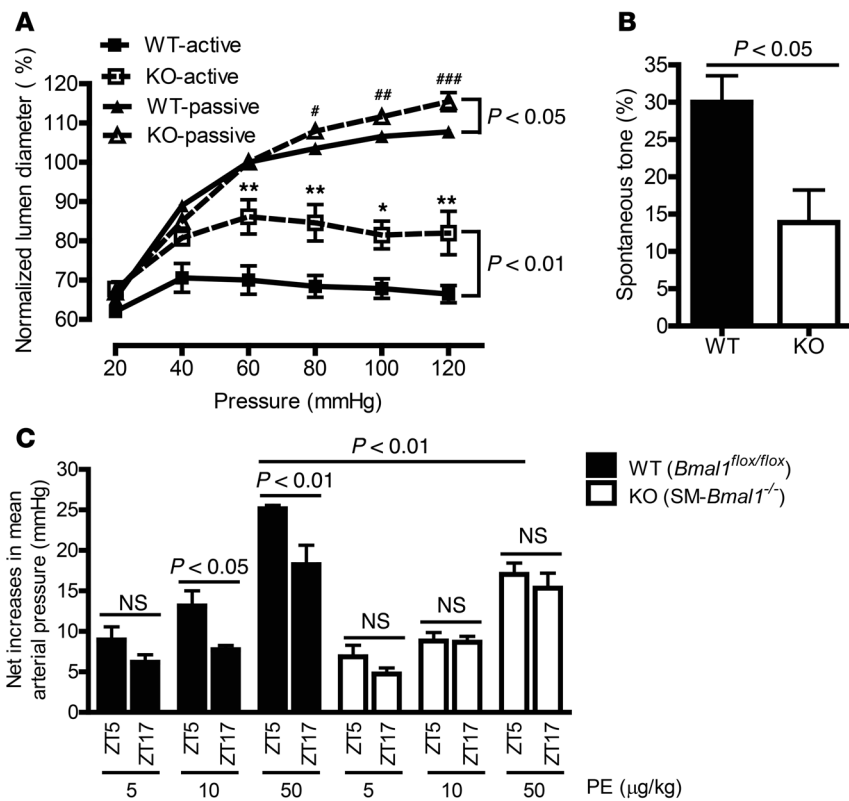 A
WT-active
KO-active
WT-passive
KO-passive
Normalized lumen diameter ( %)
120
110
100
90
80
70
60
# ## ###
** ** * **
P < 0.05
P < 0.01
20 40 60 80 100 120
Pressure (mmHg)
B
P < 0.05
Spontaneous tone (%)
35
30
25
20
15
10
5
0
WT KO
C
P < 0.01
Net increases in mean
arterial pressure (mmHg)
30
25
20
15
10
5
0
NS
P < 0.05
P < 0.01
NS
NS
NS
WT (Bmal1flox/flox)
KO (SM-Bmal1-/-)
ZT5 ZT17 ZT5 ZT17 ZT5 ZT17 ZT5 ZT17 ZT5 ZT17 ZT5 ZT17
5 10 50 5 10 50 PE (μg/kg)